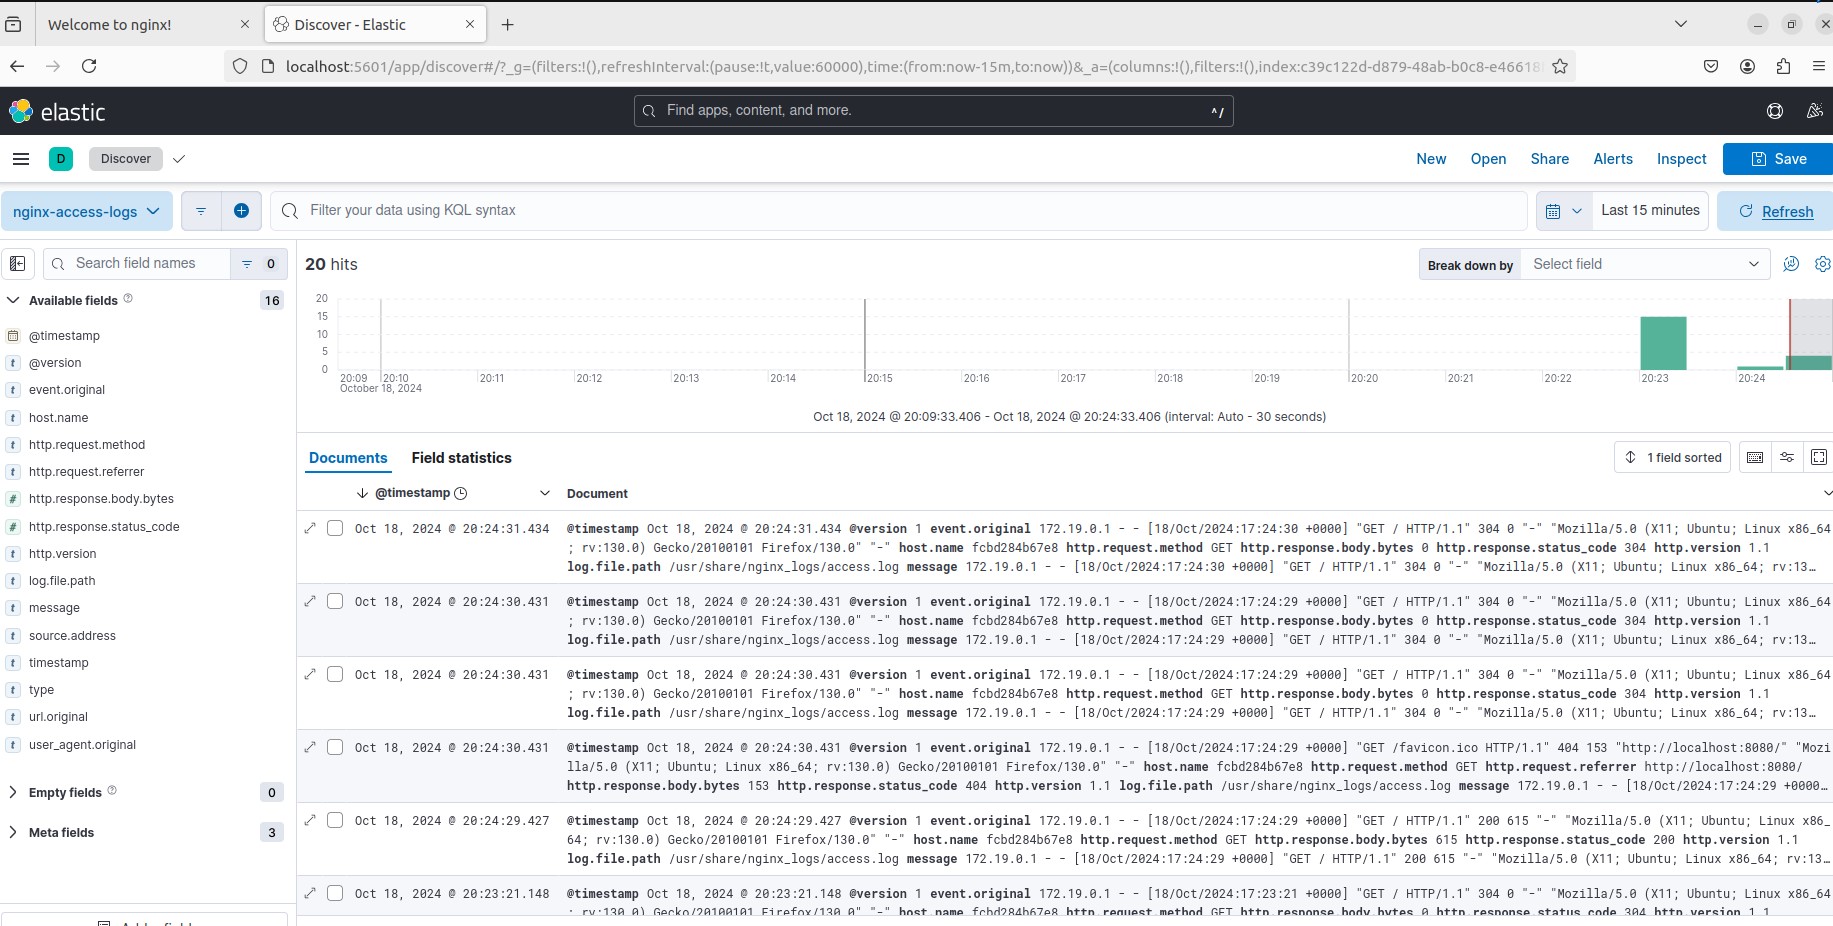 Welcome to nginx!
Discover - Elastic
localhost:5601/app/discover#/?_g=(filters:!(),refreshInterval:(pause:!t,value:60000),time:(from:now-15m,to:now))&_a=(columns:!(),filters:!(),index:c39c122d-d879-48ab-b0c8-e46618
elastic
Find apps, content, and more.
^/
D
Discover
New
Open
Share
Alerts
Inspect
Save
nginx-access-logs
Filter your data using KQL syntax
Last 15 minutes
Refresh
Search field names
0
Available fields
16
@timestamp
@version
event.original
host.name
http.request.method
http.request.referrer
http.response.body.bytes
http.response.status_code
http.version
log.file.path
message
source.address
timestamp
type
url.original
user_agent.original
Empty fields
0
Meta fields
3
20 hits
Break down by
Select field
20
15
10
5
0
20:09 20:10 20:11 20:12 20:13 20:14 20:15 20:16 20:17 20:18 20:19 20:20 20:21 20:22 20:23 20:24
October 18, 2024
Oct 18, 2024 @ 20:09:33.406 - Oct 18, 2024 @ 20:24:33.406 (interval: Auto - 30 seconds)
Documents
Field statistics
1 field sorted
@timestamp
Document
Oct 18, 2024 @ 20:24:31.434
@timestamp Oct 18, 2024 @ 20:24:31.434 @version 1 event.original 172.19.0.1 - - [18/Oct/2024:17:24:30 +0000] "GET / HTTP/1.1" 304 0 "-" "Mozilla/5.0 (X11; Ubuntu; Linux x86_64
; rv:130.0) Gecko/20100101 Firefox/130.0" "-" host.name fcbd284b67e8 http.request.method GET http.response.body.bytes 0 http.response.status_code 304 http.version 1.1
log.file.path /usr/share/nginx_logs/access.log message 172.19.0.1 - - [18/Oct/2024:17:24:30 +0000] "GET / HTTP/1.1" 304 0 "-" "Mozilla/5.0 (X11; Ubuntu; Linux x86_64; rv:13…
Oct 18, 2024 @ 20:24:30.431
@timestamp Oct 18, 2024 @ 20:24:30.431 @version 1 event.original 172.19.0.1 - - [18/Oct/2024:17:24:29 +0000] "GET / HTTP/1.1" 304 0 "-" "Mozilla/5.0 (X11; Ubuntu; Linux x86_64
; rv:130.0) Gecko/20100101 Firefox/130.0" "-" host.name fcbd284b67e8 http.request.method GET http.response.body.bytes 0 http.response.status_code 304 http.version 1.1
log.file.path /usr/share/nginx_logs/access.log message 172.19.0.1 - - [18/Oct/2024:17:24:29 +0000] "GET / HTTP/1.1" 304 0 "-" "Mozilla/5.0 (X11; Ubuntu; Linux x86_64; rv:13…
Oct 18, 2024 @ 20:24:30.431
@timestamp Oct 18, 2024 @ 20:24:30.431 @version 1 event.original 172.19.0.1 - - [18/Oct/2024:17:24:29 +0000] "GET / HTTP/1.1" 304 0 "-" "Mozilla/5.0 (X11; Ubuntu; Linux x86_64
; rv:130.0) Gecko/20100101 Firefox/130.0" "-" host.name fcbd284b67e8 http.request.method GET http.response.body.bytes 0 http.response.status_code 304 http.version 1.1
log.file.path /usr/share/nginx_logs/access.log message 172.19.0.1 - - [18/Oct/2024:17:24:29 +0000] "GET / HTTP/1.1" 304 0 "-" "Mozilla/5.0 (X11; Ubuntu; Linux x86_64; rv:13…
Oct 18, 2024 @ 20:24:30.431
@timestamp Oct 18, 2024 @ 20:24:30.431 @version 1 event.original 172.19.0.1 - - [18/Oct/2024:17:24:29 +0000] "GET /favicon.ico HTTP/1.1" 404 153 "http://localhost:8080/" "Mozi
lla/5.0 (X11; Ubuntu; Linux x86_64; rv:130.0) Gecko/20100101 Firefox/130.0" "-" host.name fcbd284b67e8 http.request.method GET http.request.referrer http://localhost:8080/
http.response.body.bytes 153 http.response.status_code 404 http.version 1.1 log.file.path /usr/share/nginx_logs/access.log message 172.19.0.1 - - [18/Oct/2024:17:24:29 +0000…
Oct 18, 2024 @ 20:24:29.427
@timestamp Oct 18, 2024 @ 20:24:29.427 @version 1 event.original 172.19.0.1 - - [18/Oct/2024:17:24:29 +0000] "GET / HTTP/1.1" 200 615 "-" "Mozilla/5.0 (X11; Ubuntu; Linux x86_
64; rv:130.0) Gecko/20100101 Firefox/130.0" "-" host.name fcbd284b67e8 http.request.method GET http.response.body.bytes 615 http.response.status_code 200 http.version 1.1
log.file.path /usr/share/nginx_logs/access.log message 172.19.0.1 - - [18/Oct/2024:17:24:29 +0000] "GET / HTTP/1.1" 200 615 "-" "Mozilla/5.0 (X11; Ubuntu; Linux x86_64; rv:13…
Oct 18, 2024 @ 20:23:21.148
@timestamp Oct 18, 2024 @ 20:23:21.148 @version 1 event.original 172.19.0.1 - - [18/Oct/2024:17:23:21 +0000] "GET / HTTP/1.1" 304 0 "-" "Mozilla/5.0 (X11; Ubuntu; Linux x86_64
; rv:130.0) Gecko/20100101 Firefox/130.0" "-" host.name fcbd284b67e8 http.request.method GET http.response.body.bytes 0 http.response.status_code 304 http.version 1.1